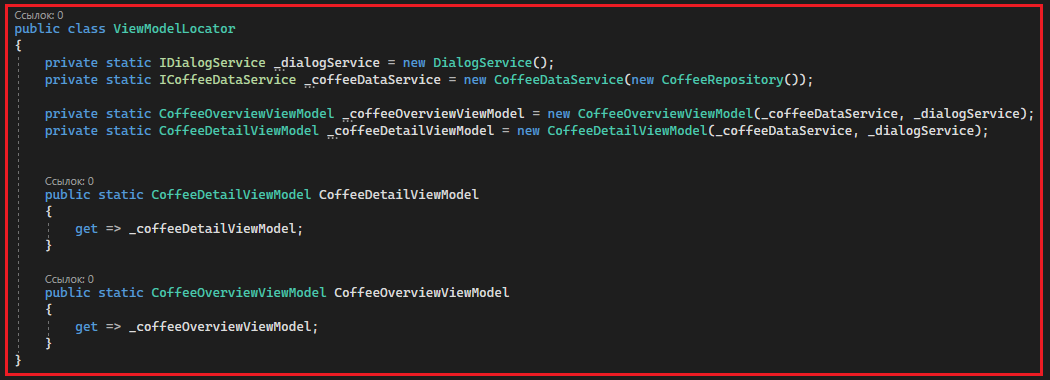 Ссылок: 0
public class ViewModelLocator
{
    private static IDialogService _dialogService = new DialogService();
    private static ICoffeeDataService _coffeeDataService = new CoffeeDataService(new CoffeeRepository());
    private static CoffeeOverviewViewModel _coffeeOverviewViewModel = new CoffeeOverviewViewModel(_coffeeDataService, _dialogService);
    private static CoffeeDetailViewModel _coffeeDetailViewModel = new CoffeeDetailViewModel(_coffeeDataService, _dialogService);
    Ссылок: 0
    public static CoffeeDetailViewModel CoffeeDetailViewModel
    {
        get => _coffeeDetailViewModel;
    }
    Ссылок: 0
    public static CoffeeOverviewViewModel CoffeeOverviewViewModel
    {
        get => _coffeeOverviewViewModel;
    }
}